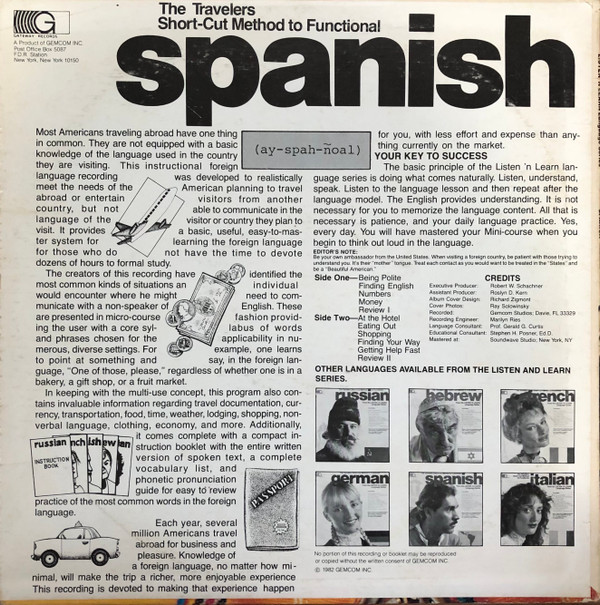 GATEWAY RECORDS
A Product of GEMCOM INC.
Post Office Box 5087
F.D.R. Station
New York, New York 10150
The Travelers
Short-Cut Method to Functional
spanish
Most Americans traveling abroad have one thing
in common. They are not equipped with a basic
knowledge of the language used in the country
they are visiting. This instructional foreign
language recording was developed to realistically
meet the needs of the American planning to travel
abroad or entertain visitors from another
country, but not able to communicate in the
language of the visitor or country they plan to
visit. It provides a basic, useful, easy-to-mas-
ter system for learning the foreign language
for those who do not have the time to devote
dozens of hours to formal study.
The creators of this recording have identified the
most common kinds of situations an individual
would encounter where he might need to com-
municate with a non-speaker of English. These
are presented in micro-course fashion provid-
ing the user with a core syl- labus of words
and phrases chosen for the applicability in nu-
merous, diverse settings. For example, one learns
to point at something and say, in the foreign lan-
guage, "One of those, please," regardless of whether one is in a
bakery, a gift shop, or a fruit market.
In keeping with the multi-use concept, this program also con-
tains invaluable information regarding travel documentation, cur-
rency, transportation, food, time, weather, lodging, shopping, non-
verbal language, clothing, economy, and more. Additionally,
it comes complete with a compact in-
struction booklet with the entire written
version of spoken text, a complete
vocabulary list, and
phonetic pronunciation
guide for easy to review
practice of the most common words in the foreign
language.
russian
INSTRUCTION
BOOK
PASSPORT
Each year, several
million Americans travel
abroad for business and
pleasure. Knowledge of
a foreign language, no matter how mi-
nimal, will make the trip a richer, more enjoyable experience
This recording is devoted to making that experience happen
(ay-spah-ñoal)
for you, with less effort and expense than any-
thing currently on the market.
YOUR KEY TO SUCCESS
The basic principle of the Listen 'n Learn lan-
guage series is doing what comes naturally. Listen, understand,
speak. Listen to the language lesson and then repeat after the
language model. The English provides understanding. It is not
necessary for you to memorize the language content. All that is
necessary is patience, and your daily language practice. Yes,
every day. You will have mastered your Mini-course when you
begin to think out loud in the language.
EDITOR'S NOTE:
Be your own ambassador from the United States. When visiting a foreign country, be patient with those trying to
understand you. It's their "mother" tongue. Treat each contact as you would want to be treated in the "States" and
be a "Beautiful American."
Side One—Being Polite
Finding English
Numbers
Money
Review I
Side Two—At the Hotel
Eating Out
Shopping
Finding Your Way
Getting Help Fast
Review II
CREDITS
Executive Producer: Robert W. Schachner
Assistant Producer: Roslyn D. Kern
Album Cover Design: Richard Zigmont
Cover Photos: Ray Solowinsky
Recorded: Gemcom Studios; Davie, FL 33329
Recording Engineer: Marilyn Ries
Language Consultant: Prof. Gerald G. Curtis
Educational Consultant: Stephen H. Posner, Ed.D.
Mastered at: Soundwave Studio; New York, NY
OTHER LANGUAGES AVAILABLE FROM THE LISTEN AND LEARN
SERIES.
russian
hebrew
french
german
spanish
italian
No portion of this recording or booklet may be reproduced
or copied without the written consent of GEMCOM INC.
© 1982 GEMCOM INC.